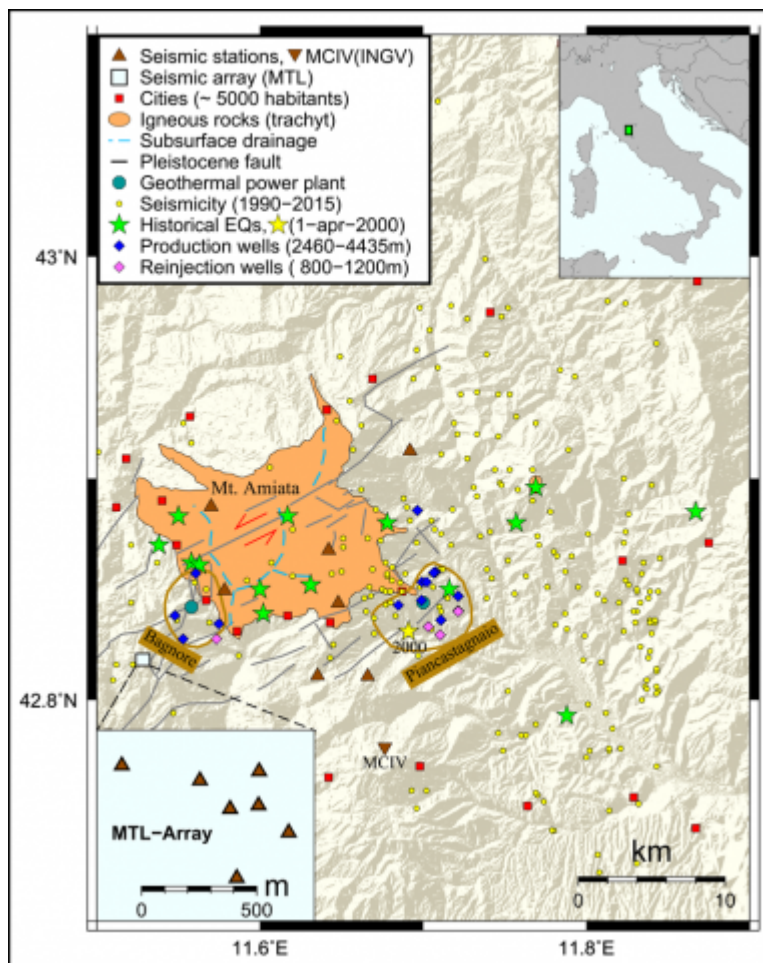 Seismic stations, MCIV(INGV)
Seismic array (MTL)
Cities (~ 5000 habitants)
Igneous rocks (trachyt)
Subsurface drainage
Pleistocene fault
Geothermal power plant
Seismicity (1990−2015)
Historical EQs, (1−apr−2000)
Production wells (2460−4435m)
Reinjection wells ( 800−1200m)
43˚N
Mt. Amiata
2000
Bagnore
Piancastagnaio
42.8˚N
MCIV
MTL−Array
m
0 500
km
0 10
11.6˚E 11.8˚E